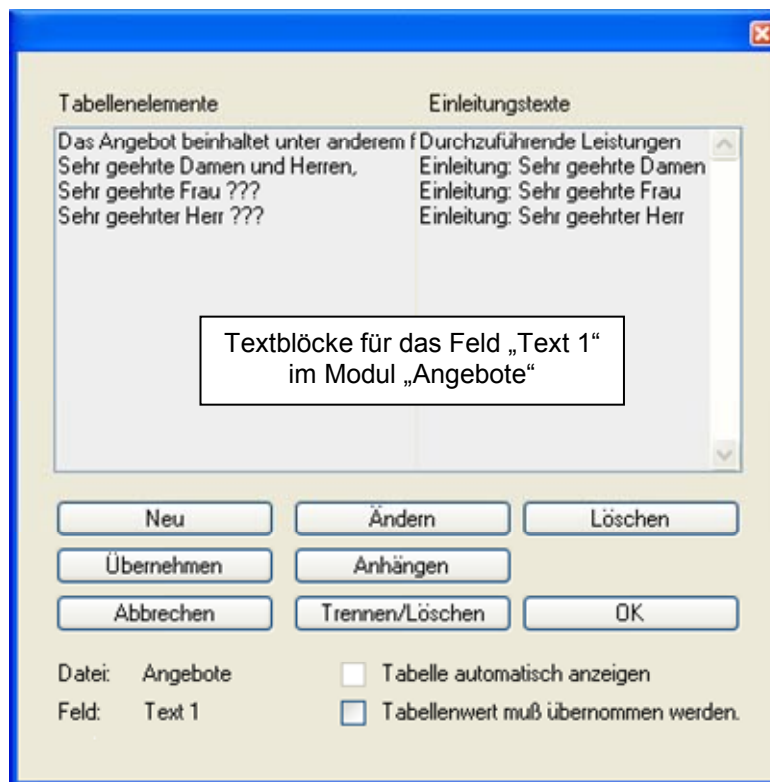 Tabellenelemente Einleitungstexte
Das Angebot beinhaltet unter anderem f Durchzuführende Leistungen
Sehr geehrte Damen und Herren, Einleitung: Sehr geehrte Damen
Sehr geehrte Frau ??? Einleitung: Sehr geehrte Frau
Sehr geehrter Herr ??? Einleitung: Sehr geehrter Herr
Textblöcke für das Feld „Text 1“
im Modul „Angebote“
Neu Ändern Löschen
Übernehmen Anhängen
Abbrechen Trennen/Löschen OK
Datei: Angebote Tabelle automatisch anzeigen
Feld: Text 1 Tabellenwert muß übernommen werden.